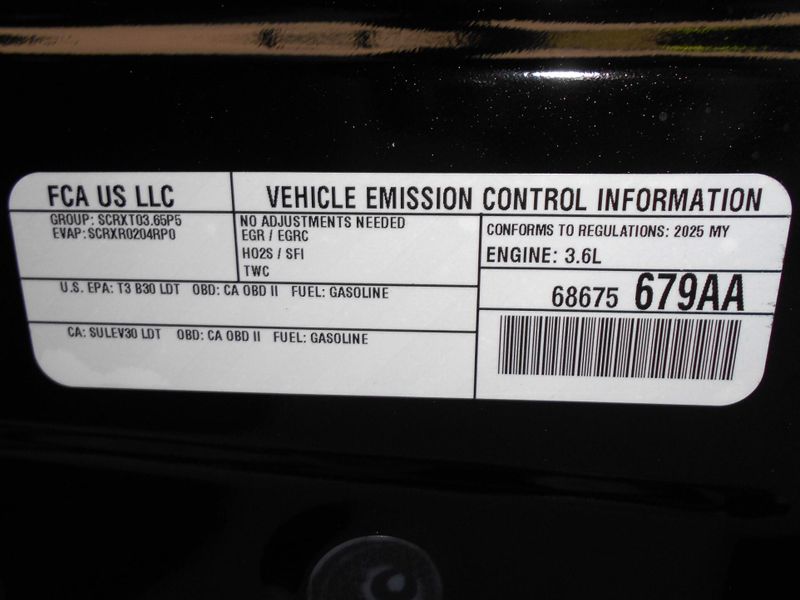 FCA US LLC
VEHICLE EMISSION CONTROL INFORMATION
GROUP: SCRXT03.65P5
EVAP: SCRXR0204RP0
NO ADJUSTMENTS NEEDED
EGR / EGRC
HO2S / SFI
TWC
CONFORMS TO REGULATIONS: 2025 MY
ENGINE: 3.6L
U.S. EPA: T3 B30 LDT OBD: CA OBD II FUEL: GASOLINE
68675 679AA
CA: SULEV30 LDT OBD: CA OBD II FUEL: GASOLINE